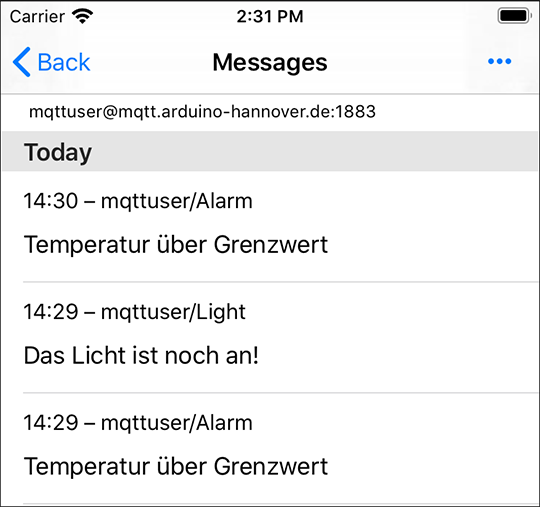 Carrier 2:31 PM
Back Messages •••
mqttuser@mqtt.arduino-hannover.de:1883
Today
14:30 – mqttuser/Alarm
Temperatur über Grenzwert
14:29 – mqttuser/Light
Das Licht ist noch an!
14:29 – mqttuser/Alarm
Temperatur über Grenzwert